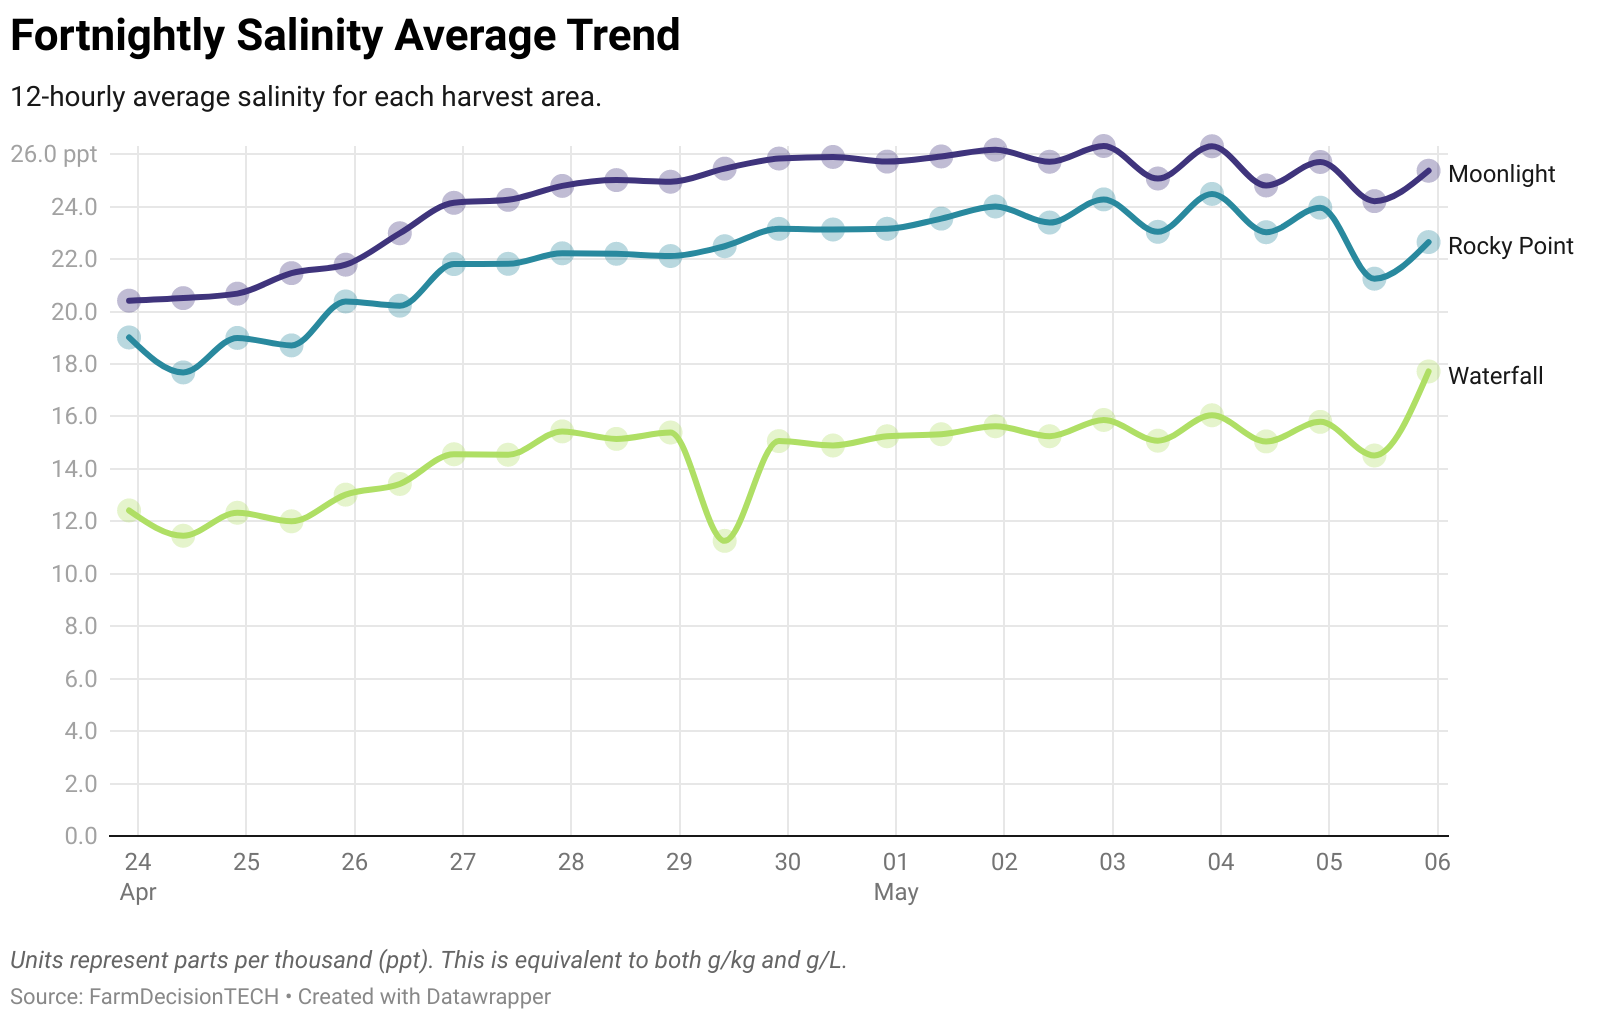 Fortnightly Salinity Average Trend
12-hourly average salinity for each harvest area.
26.0 ppt
24.0
22.0
20.0
18.0
16.0
14.0
12.0
10.0
8.0
6.0
4.0
2.0
0.0
Moonlight
Rocky Point
Waterfall
24 25 26 27 28 29 30 01 02 03 04 05 06
Apr May
Units represent parts per thousand (ppt). This is equivalent to both g/kg and g/L.
Source: FarmDecisionTECH • Created with Datawrapper